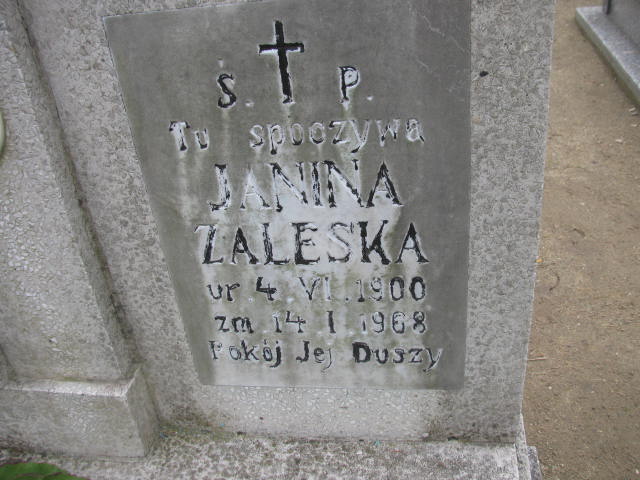 Ś. P.
Tu spoczywa
JANINA
ZALESKA
ur. 4. VI. 1900
zm 14 I 1968
Pokój Jej Duszy